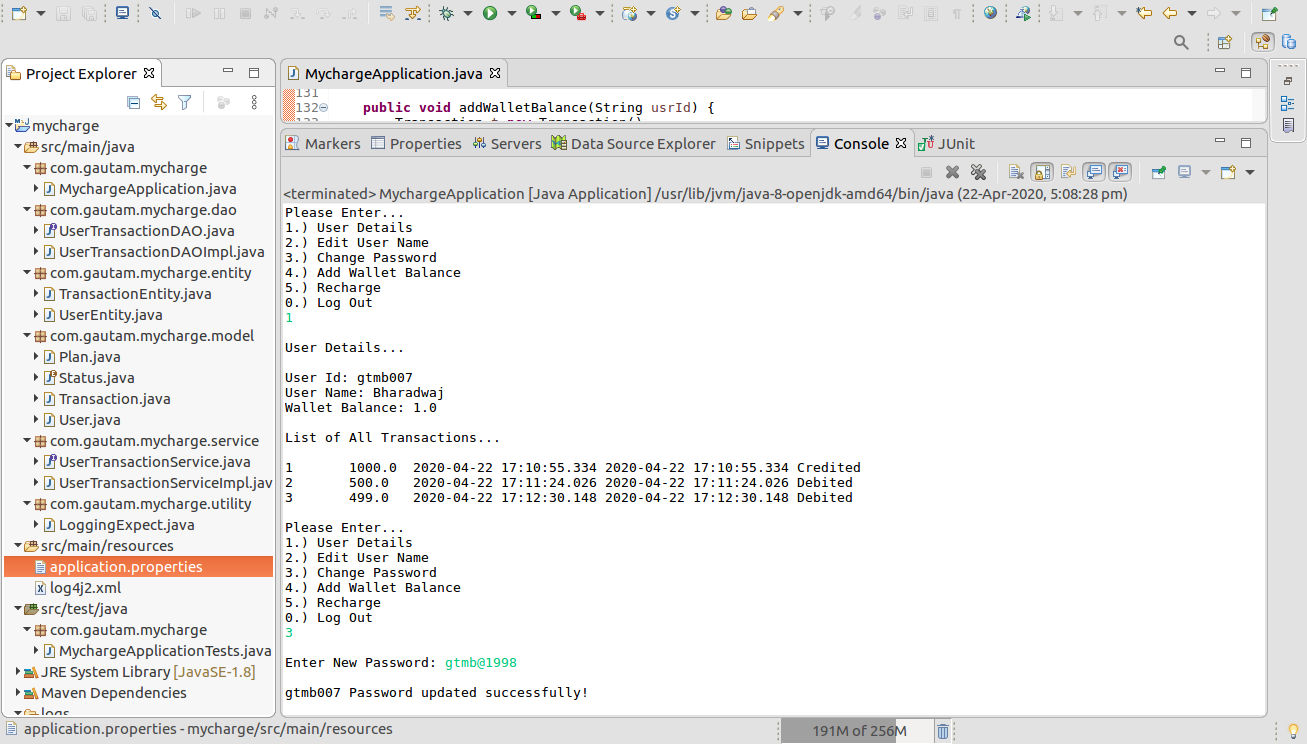 Project Explorer
mycharge
src/main/java
com.gautam.mycharge
MychargeApplication.java
com.gautam.mycharge.dao
UserTransactionDAO.java
UserTransactionDAOImpl.java
com.gautam.mycharge.entity
TransactionEntity.java
UserEntity.java
com.gautam.mycharge.model
Plan.java
Status.java
Transaction.java
User.java
com.gautam.mycharge.service
UserTransactionService.java
UserTransactionServiceImpl.jav
com.gautam.mycharge.utility
LoggingExpect.java
src/main/resources
application.properties
log4j2.xml
src/test/java
com.gautam.mycharge
MychargeApplicationTests.java
JRE System Library [JavaSE-1.8]
Maven Dependencies
logs
MychargeApplication.java
131
132 public void addWalletBalance(String usrId) {
133 Transaction t=new Transaction()
Markers Properties Servers Data Source Explorer Snippets Console JUnit
<terminated> MychargeApplication [Java Application] /usr/lib/jvm/java-8-openjdk-amd64/bin/java (22-Apr-2020, 5:08:28 pm)
Please Enter...
1.) User Details
2.) Edit User Name
3.) Change Password
4.) Add Wallet Balance
5.) Recharge
0.) Log Out
1
User Details...
User Id: gtmb007
User Name: Bharadwaj
Wallet Balance: 1.0
List of All Transactions...
1 1000.0 2020-04-22 17:10:55.334 2020-04-22 17:10:55.334 Credited
2 500.0 2020-04-22 17:11:24.026 2020-04-22 17:11:24.026 Debited
3 499.0 2020-04-22 17:12:30.148 2020-04-22 17:12:30.148 Debited
Please Enter...
1.) User Details
2.) Edit User Name
3.) Change Password
4.) Add Wallet Balance
5.) Recharge
0.) Log Out
3
Enter New Password: gtmb@1998
gtmb007 Password updated successfully!
application.properties - mycharge/src/main/resources
191M of 256M